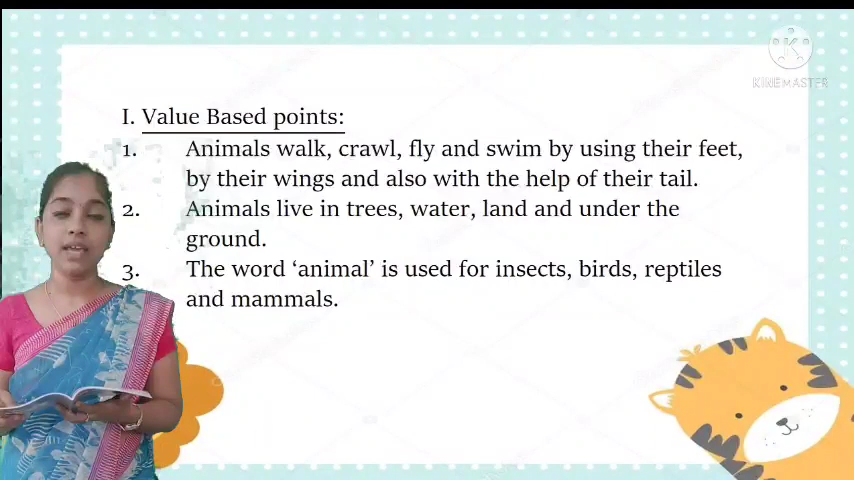 KINEMASTER
I. Value Based points:
1. Animals walk, crawl, fly and swim by using their feet,
by their wings and also with the help of their tail.
2. Animals live in trees, water, land and under the
ground.
3. The word ‘animal’ is used for insects, birds, reptiles
and mammals.